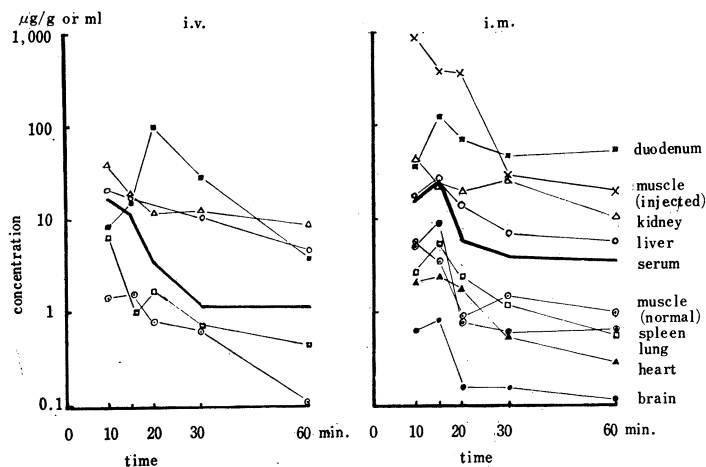 µg/g or ml
i.v.
i.m.
1,000
100
10
1
0.1
concentration
0
10
20
30
60 min.
time
0
10
20
30
60 min.
time
duodenum
muscle
(injected)
kidney
liver
serum
muscle
(normal)
spleen
lung
heart
brain